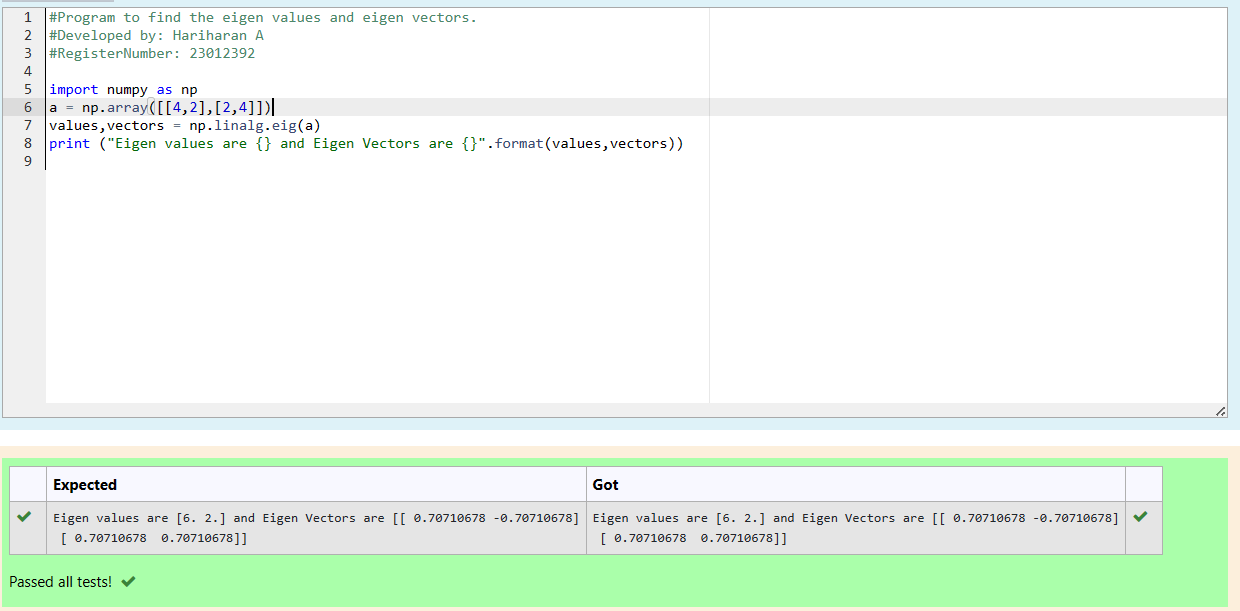 1 #Program to find the eigen values and eigen vectors.
2 #Developed by: Hariharan A
3 #RegisterNumber: 23012392
4
5 import numpy as np
6 a = np.array([[4,2],[2,4]])
7 values,vectors = np.linalg.eig(a)
8 print ("Eigen values are {} and Eigen Vectors are {}".format(values,vectors))
9
Expected Got
Eigen values are [6. 2.] and Eigen Vectors are [[ 0.70710678 -0.70710678] Eigen values are [6. 2.] and Eigen Vectors are [[ 0.70710678 -0.70710678]
[ 0.70710678  0.70710678]] [ 0.70710678  0.70710678]]
Passed all tests!